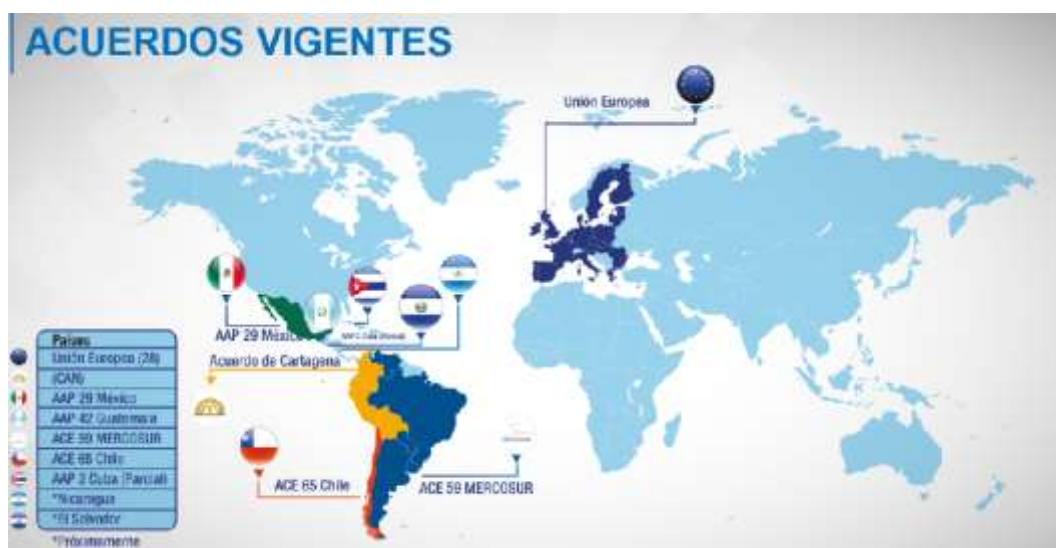 ACUERDOS VIGENTES
Unión Europea
AAP 29 México
Acuerdo de Cartagena
ACE 65 Chile
ACE 59 MERCOSUR
Países
Unión Europea (28)
(CAN)
AAP 29 México
AAP 42 Guatemala
ACE 59 MERCOSUR
ACE 65 Chile
AAP 2 Cuba (Parcial)
*Nicaragua
*El Salvador
*Próximamente